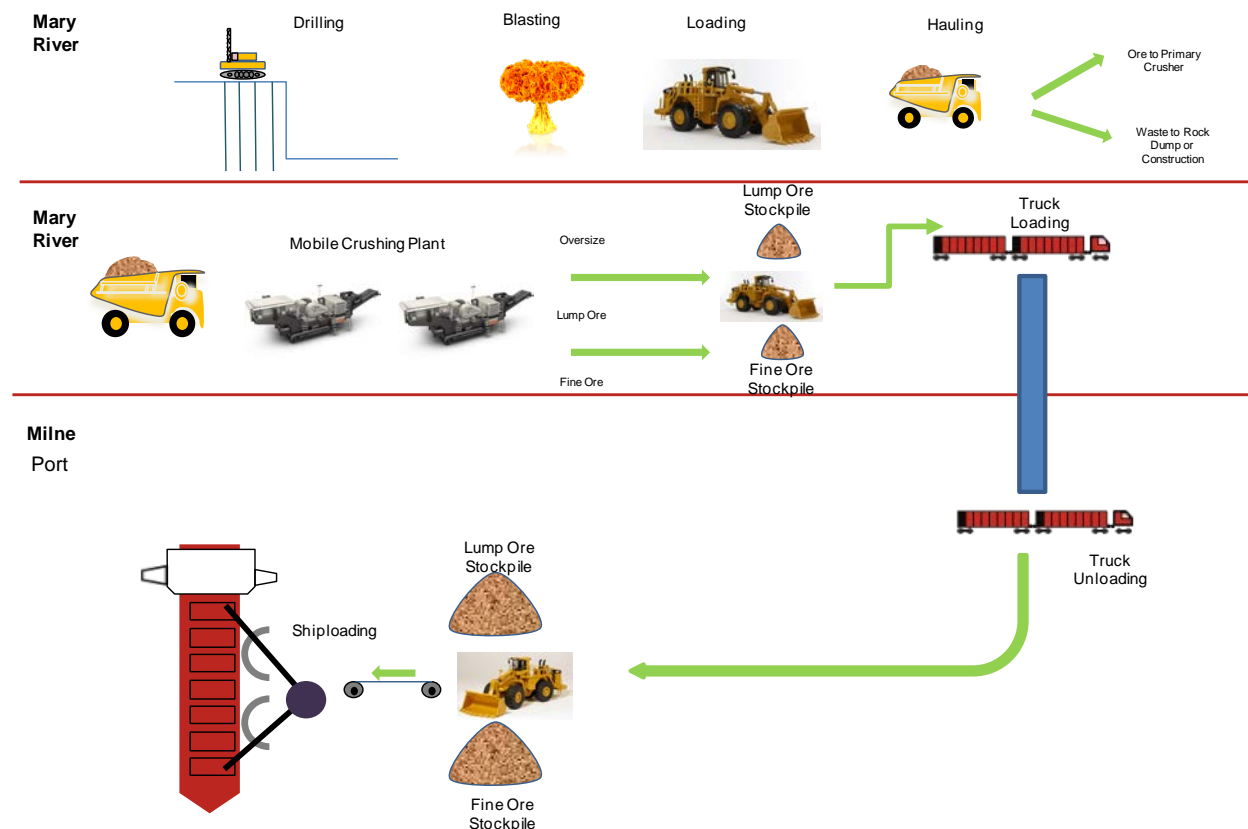 Mary
River
Drilling
Blasting
Loading
Hauling
Ore to Primary
Crusher
Waste to Rock
Dump or
Construction
Mary
River
Mobile Crushing Plant
Oversize
Lump Ore
Fine Ore
Lump Ore
Stockpile
Fine Ore
Stockpile
Truck
Loading
Milne
Port
Truck
Unloading
Lump Ore
Stockpile
Shiploading
Fine Ore
Stockpile